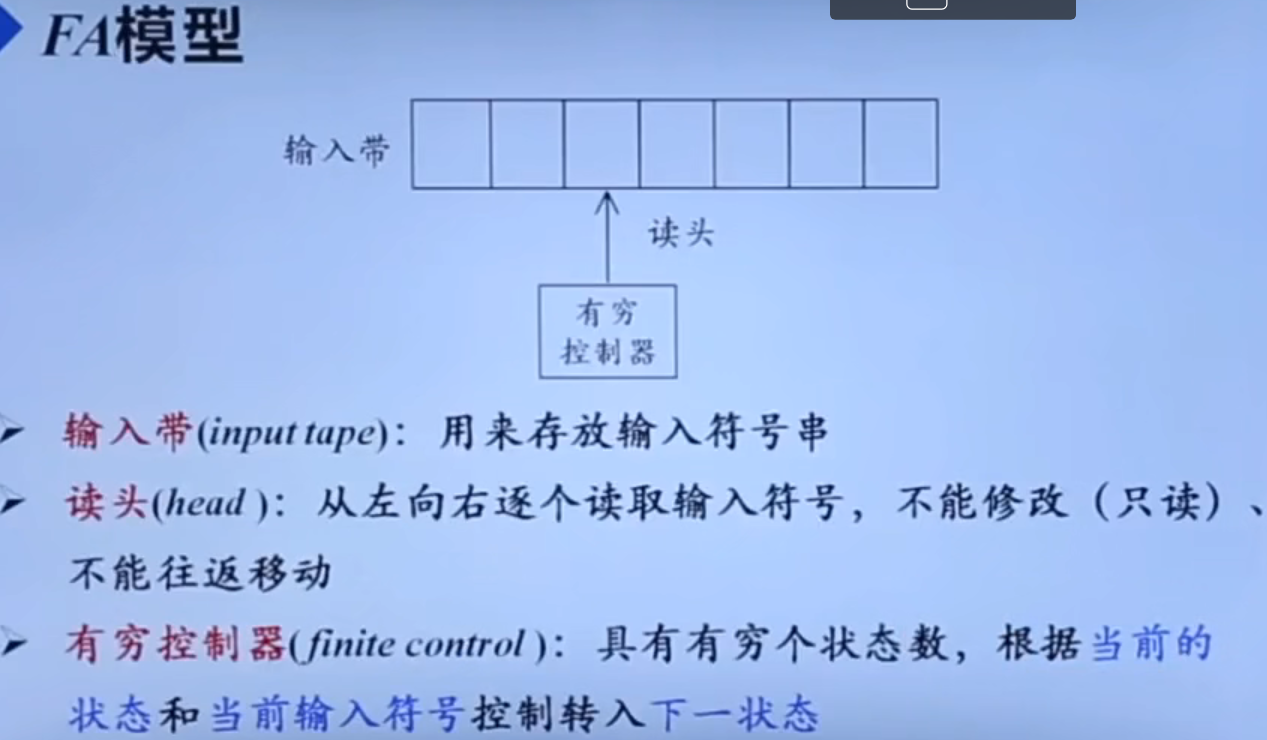 FA模型
输入带
读头
有穷
控制器
输入带(input tape)：用来存放输入符号串
读头(head )：从左向右逐个读取输入符号，不能修改（只读）、
不能往返移动
有穷控制器( finite control )：具有有穷个状态数，根据当前的
状态和当前输入符号控制转入下一状态